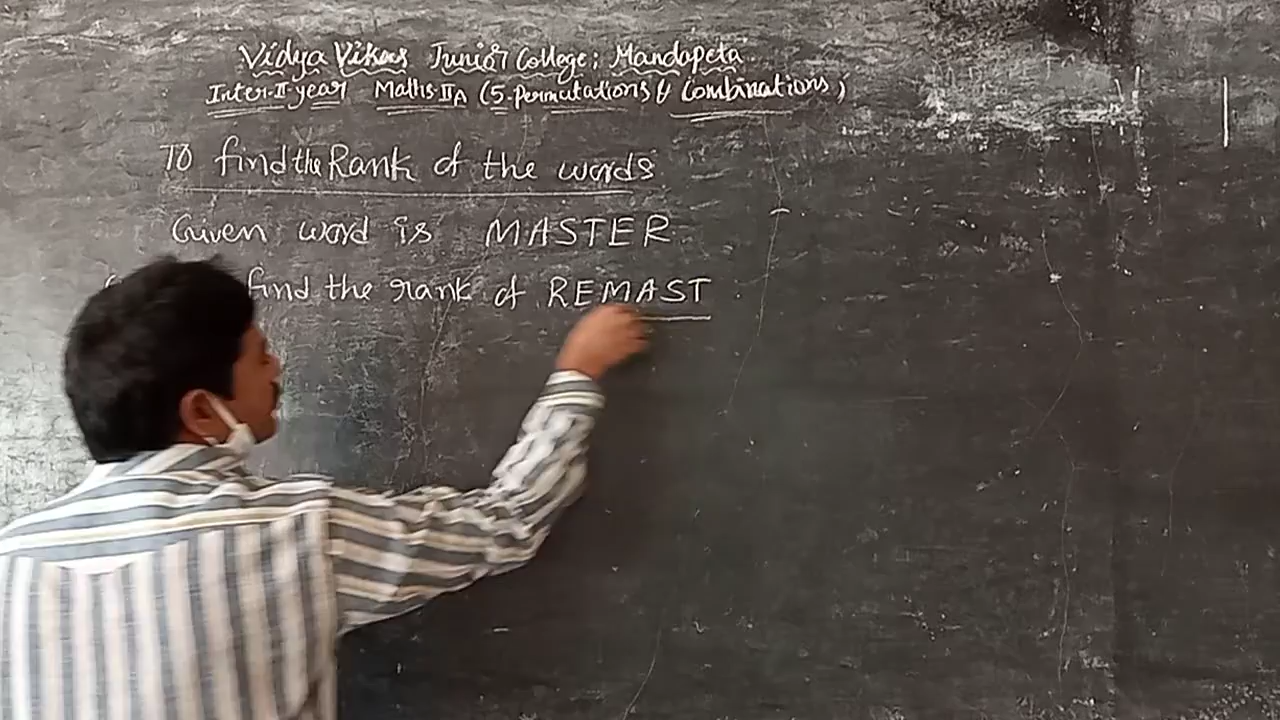 Vidya Vikas Junior College; Mandapeta
Inter-II-year Maths IIA (5. Permutations & Combinations)
To find the Rank of the words
Given word is MASTER.
find the rank of REMAST